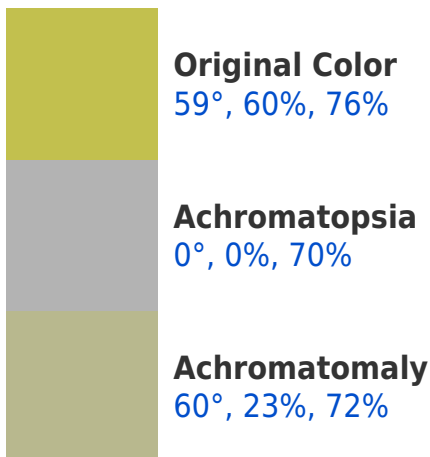 Original Color
59°, 60%, 76%
Achromatopsia
0°, 0%, 70%
Achromatomaly
60°, 23%, 72%